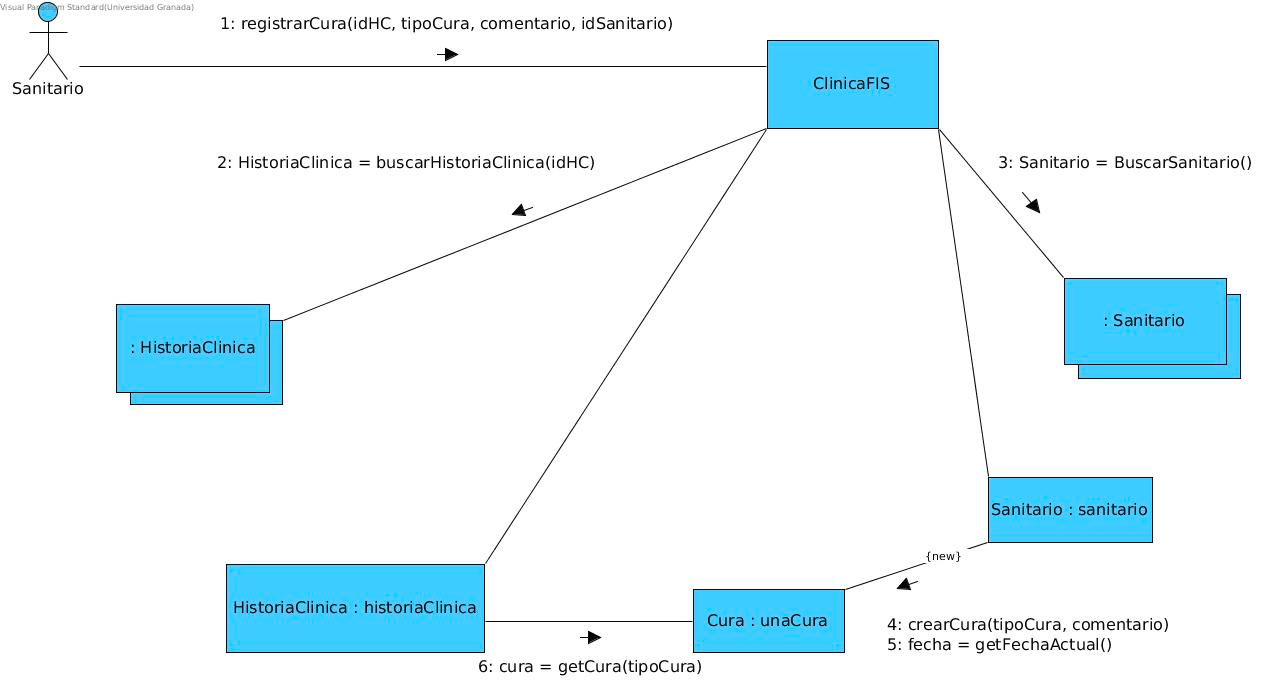 Visual Paradigm Standard(Universidad Granada)
1: registrarCura(idHC, tipoCura, comentario, idSanitario)
Sanitario
ClinicaFIS
2: HistoriaClinica = buscarHistoriaClinica(idHC)
3: Sanitario = BuscarSanitario()
: HistoriaClinica
: Sanitario
Sanitario : sanitario
{new}
HistoriaClinica : historiaClinica
Cura : unaCura
4: crearCura(tipoCura, comentario)
5: fecha = getFechaActual()
6: cura = getCura(tipoCura)